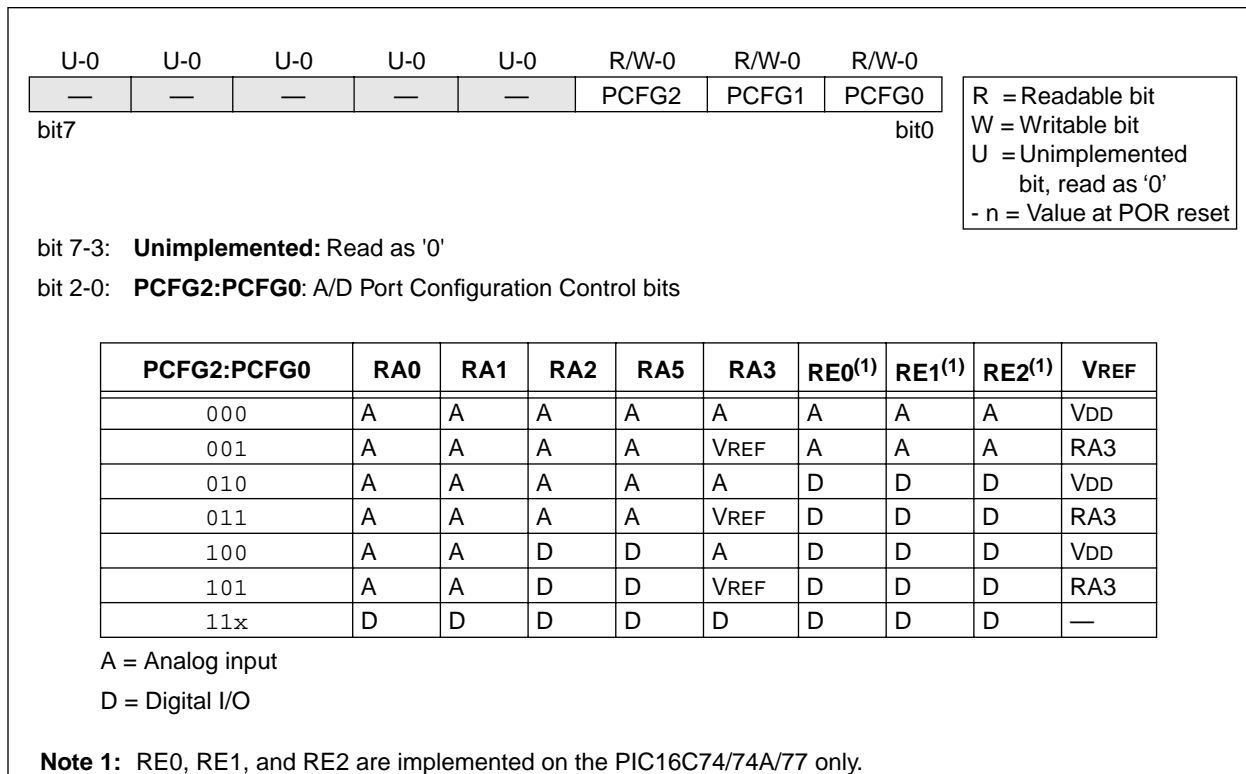 U-0 U-0 U-0 U-0 U-0 R/W-0 R/W-0 R/W-0
— — — — — PCFG2 PCFG1 PCFG0
bit7 bit0
R = Readable bit
W = Writable bit
U = Unimplemented
bit, read as ‘0’
- n = Value at POR reset
bit 7-3: Unimplemented: Read as '0'
bit 2-0: PCFG2:PCFG0: A/D Port Configuration Control bits
PCFG2:PCFG0 RA0 RA1 RA2 RA5 RA3 RE0(1) RE1(1) RE2(1) VREF
000 A A A A A A A A VDD
001 A A A A VREF A A A RA3
010 A A A A A D D D VDD
011 A A A A VREF D D D RA3
100 A A D D A D D D VDD
101 A A D D VREF D D D RA3
11x D D D D D D D D —
A = Analog input
D = Digital I/O
Note 1: RE0, RE1, and RE2 are implemented on the PIC16C74/74A/77 only.